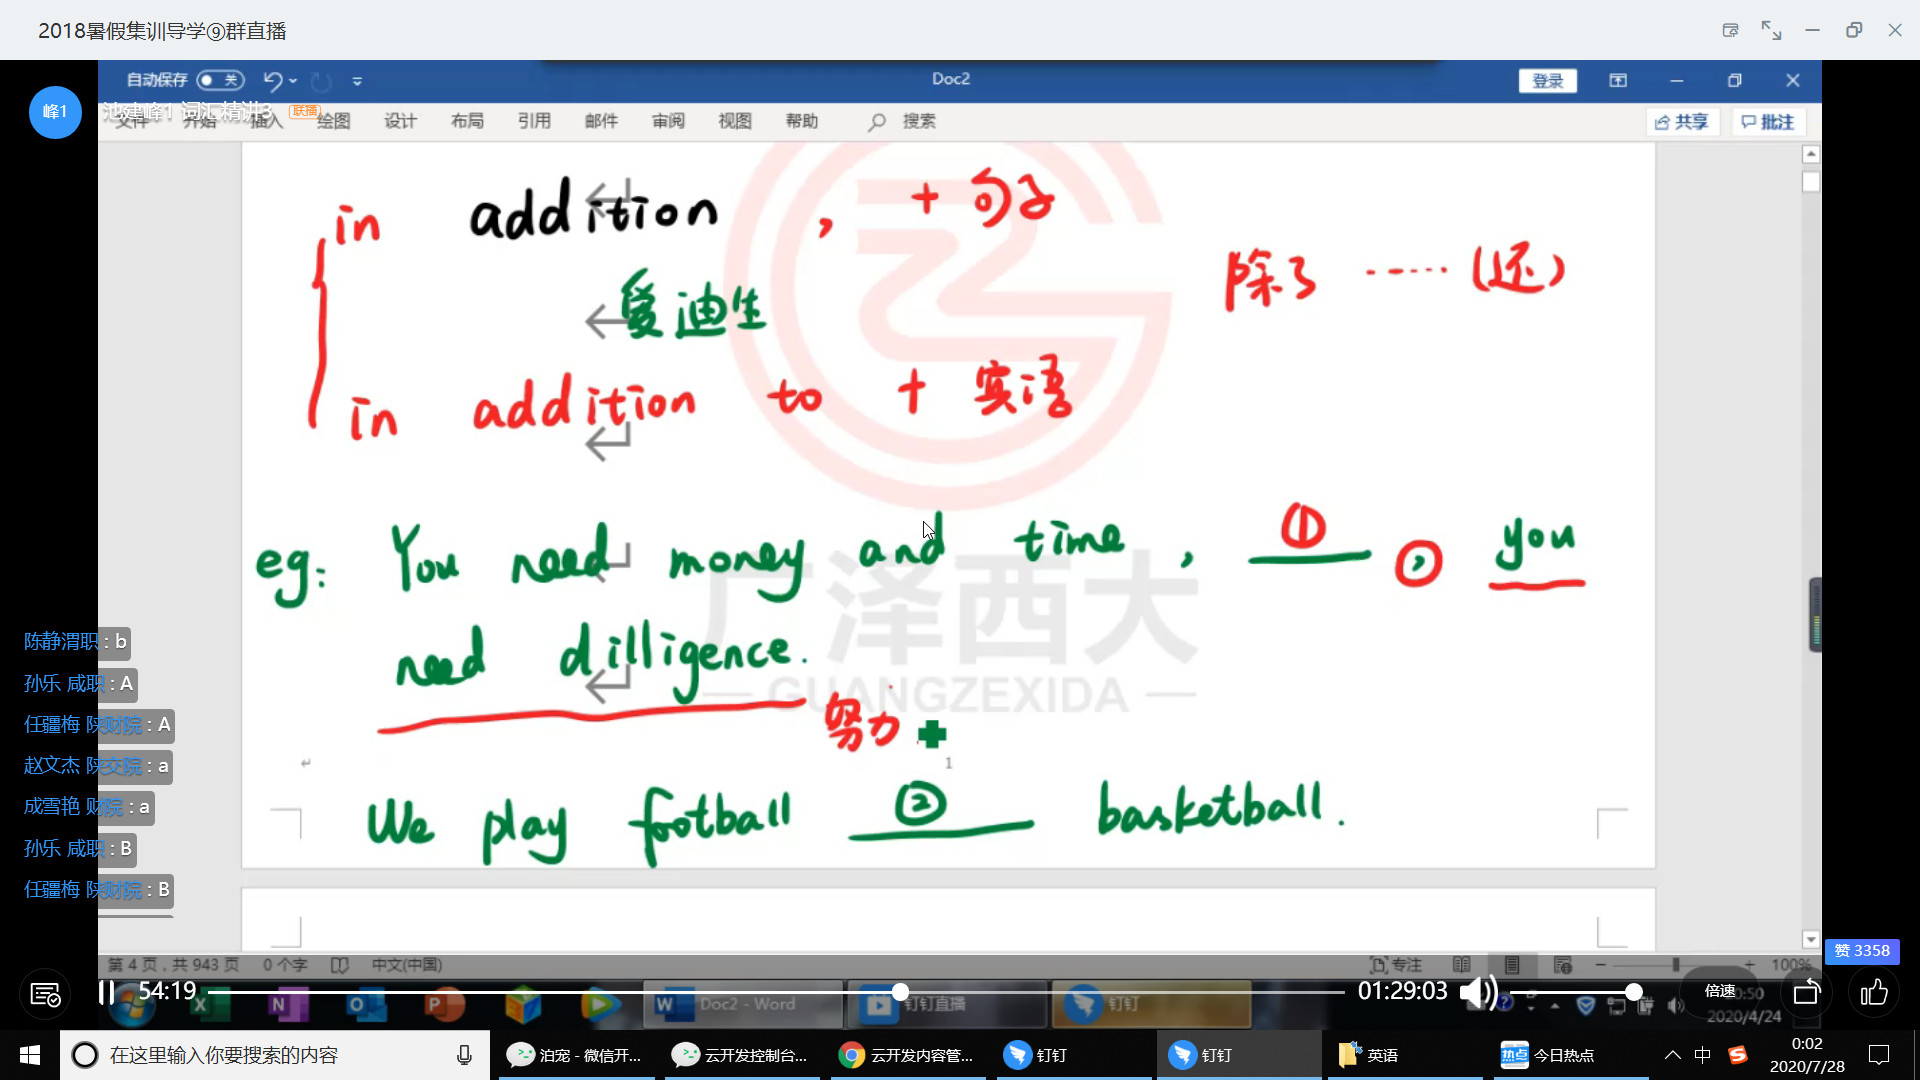 2018暑假集训导学⑨群直播
自动保存 关
Doc2
登录
峰1
池建峰1 词汇精讲3 联播
文件 开始 插入 绘图 设计 布局 引用 邮件 审阅 视图 帮助 搜索
共享 批注
in addition , + 句子
除了 ······ (还)
爱迪生
in addition to + 宾语
eg: You need money and time , ① , you
need dilligence.
努力
广泽西大
GUANGZEXIDA
1
We play football ② basketball .
陈静渭职 : b
孙乐 咸职 : A
任疆梅 陕财院 : A
赵文杰 陕交院 : a
成雪艳 财院 : a
孙乐 咸职 : B
任疆梅 陕财院 : B
赞 3358
第 4 页，共 943 页 0 个字 中文(中国)
专注
100%
54:19
01:29:03
倍速
Doc2 - Word
钉钉直播
钉钉
2020/4/24
在这里输入你要搜索的内容
泊宠 - 微信开...
云开发控制台...
云开发内容管...
钉钉
钉钉
英语
热点 今日热点
中
0:02
2020/7/28